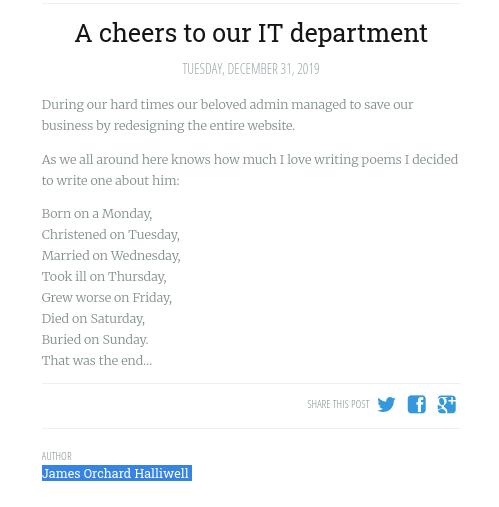 A cheers to our IT department
TUESDAY, DECEMBER 31, 2019
During our hard times our beloved admin managed to save our
business by redesigning the entire website.
As we all around here knows how much I love writing poems I decided
to write one about him:
Born on a Monday,
Christened on Tuesday,
Married on Wednesday,
Took ill on Thursday,
Grew worse on Friday,
Died on Saturday,
Buried on Sunday.
That was the end…
SHARE THIS POST
AUTHOR
James Orchard Halliwell